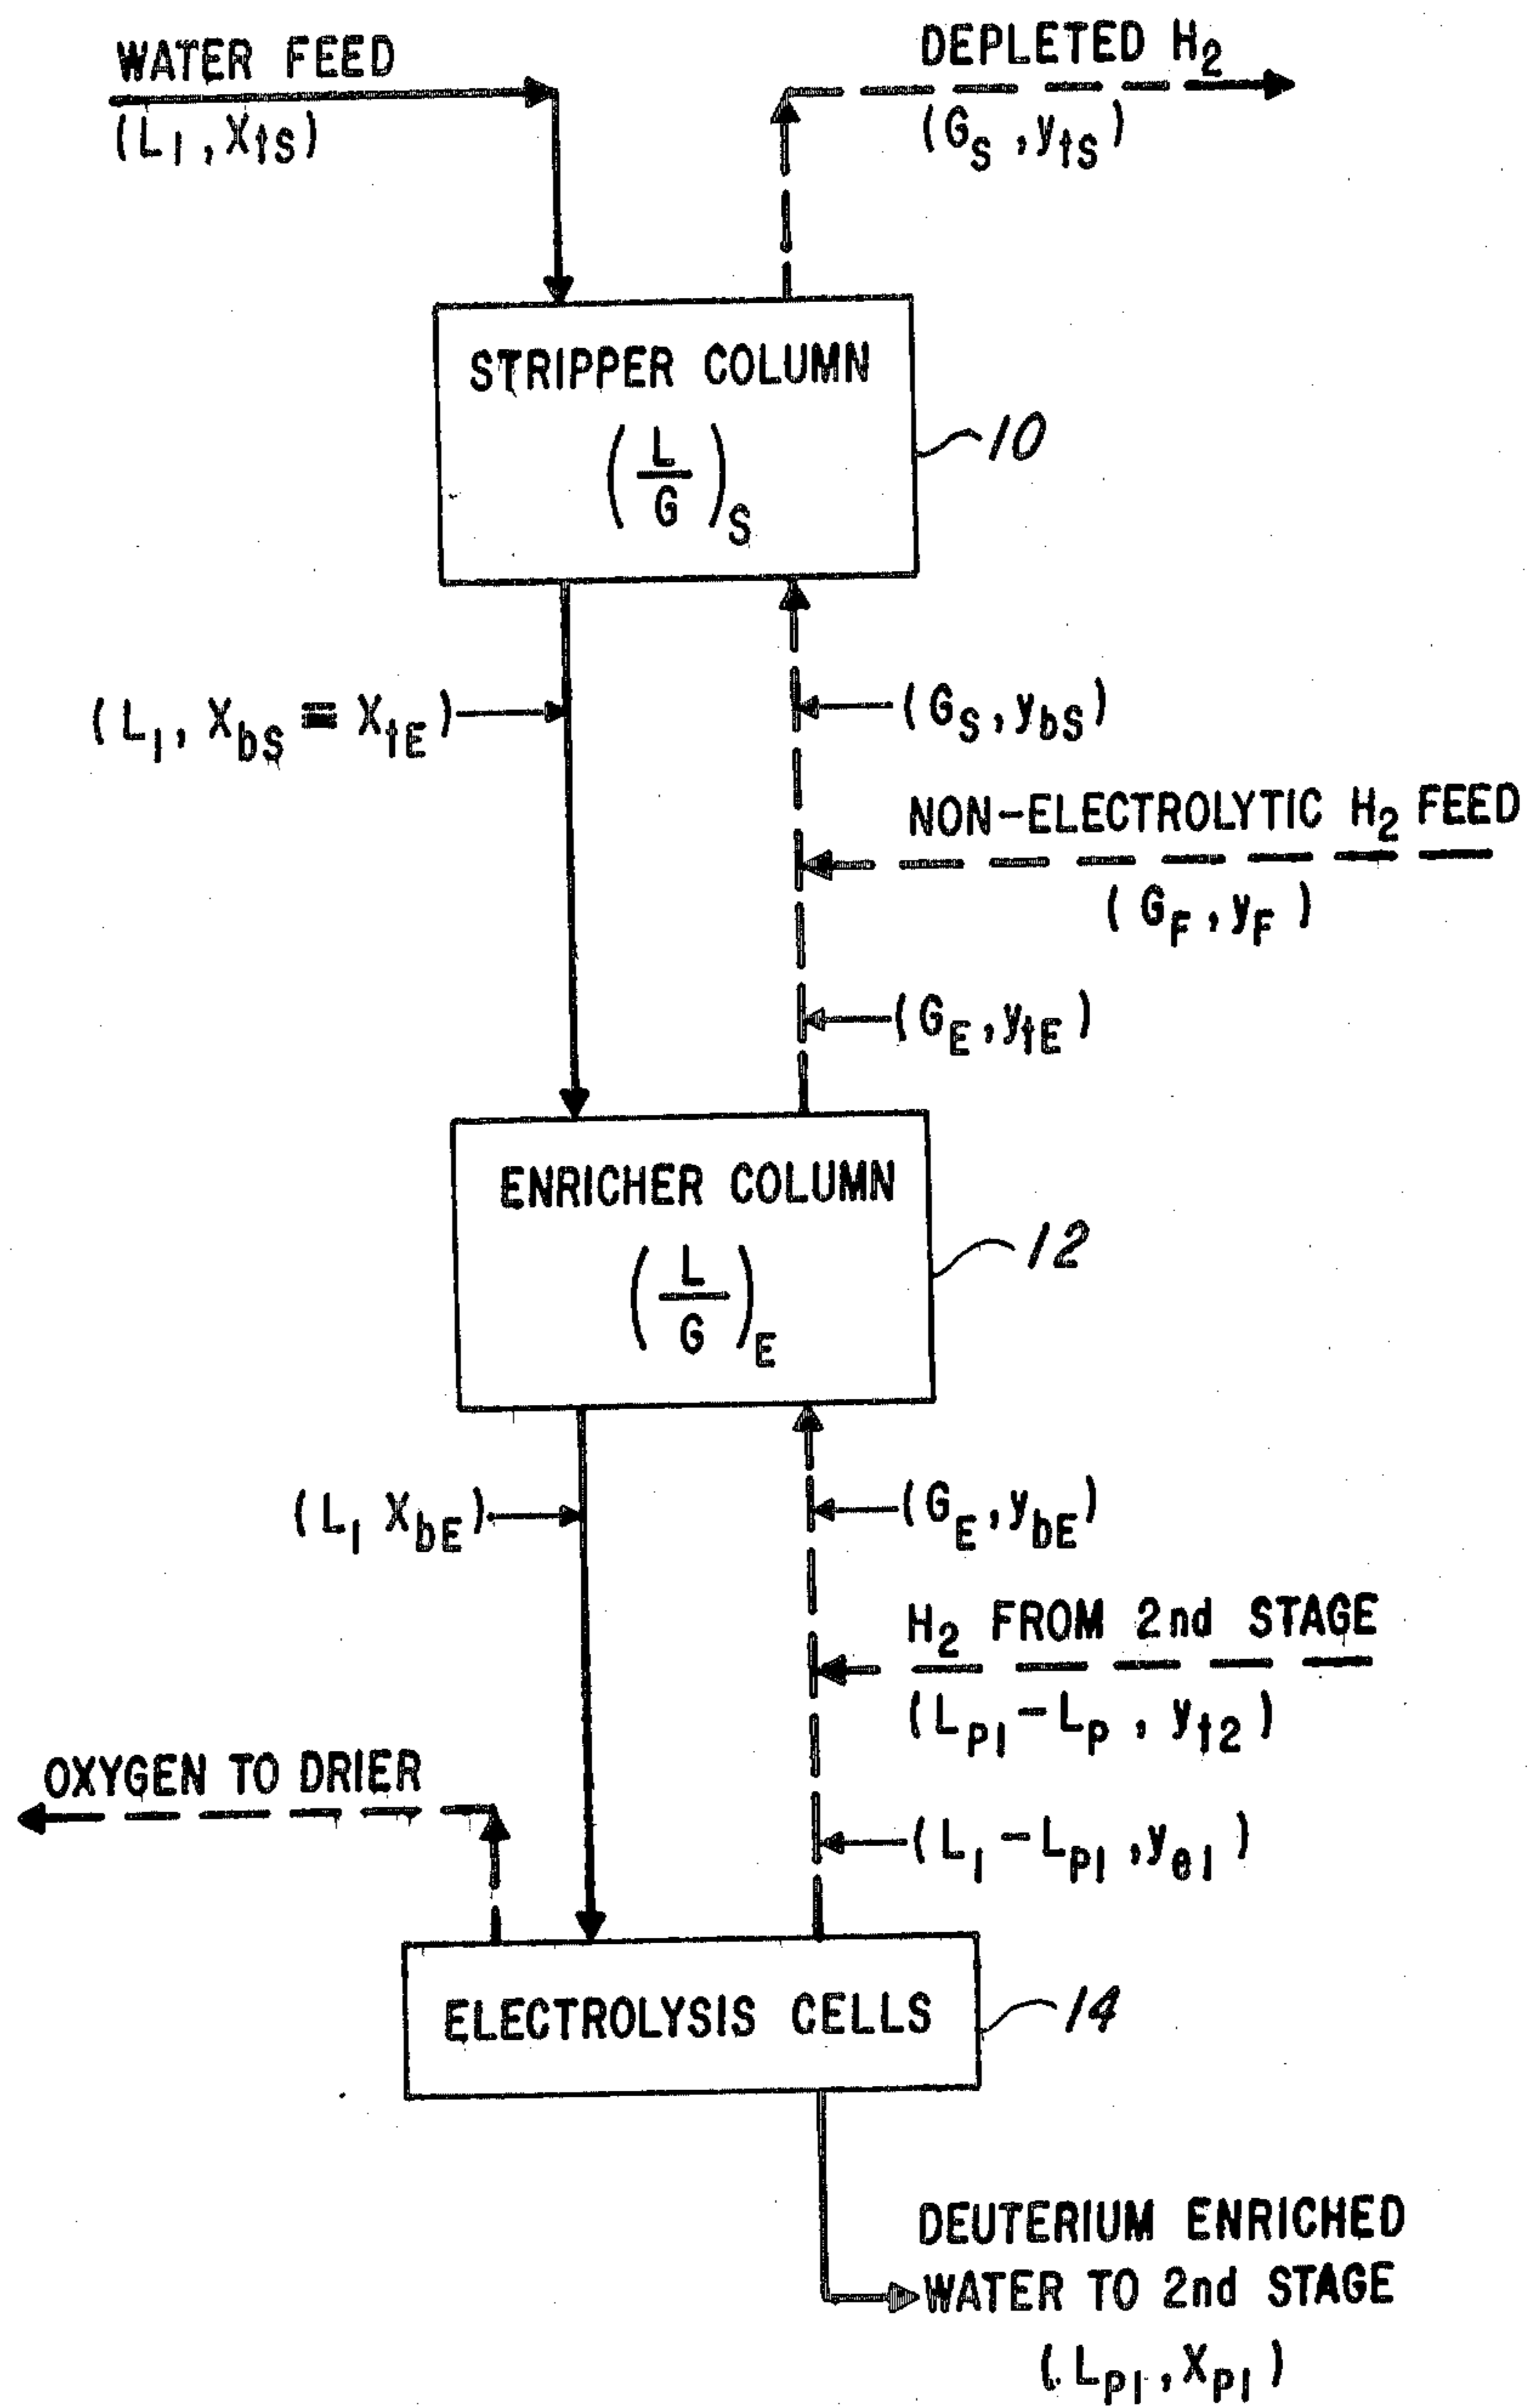 WATER FEED
(L1, XtS)
DEPLETED H2
(GS, ytS)
STRIPPER COLUMN
(L/G)S
10
(L1, XbS ≡ XtE)
(GS, ybS)
NON-ELECTROLYTIC H2 FEED
(GF, yF)
(GE, ytE)
ENRICHER COLUMN
(L/G)E
12
(L1 XbE)
(GE, ybE)
H2 FROM 2nd STAGE
(LP1-LP, yt2)
OXYGEN TO DRIER
(L1-LP1, ye1)
ELECTROLYSIS CELLS
14
DEUTERIUM ENRICHED
WATER TO 2nd STAGE
(LP1, XP1)